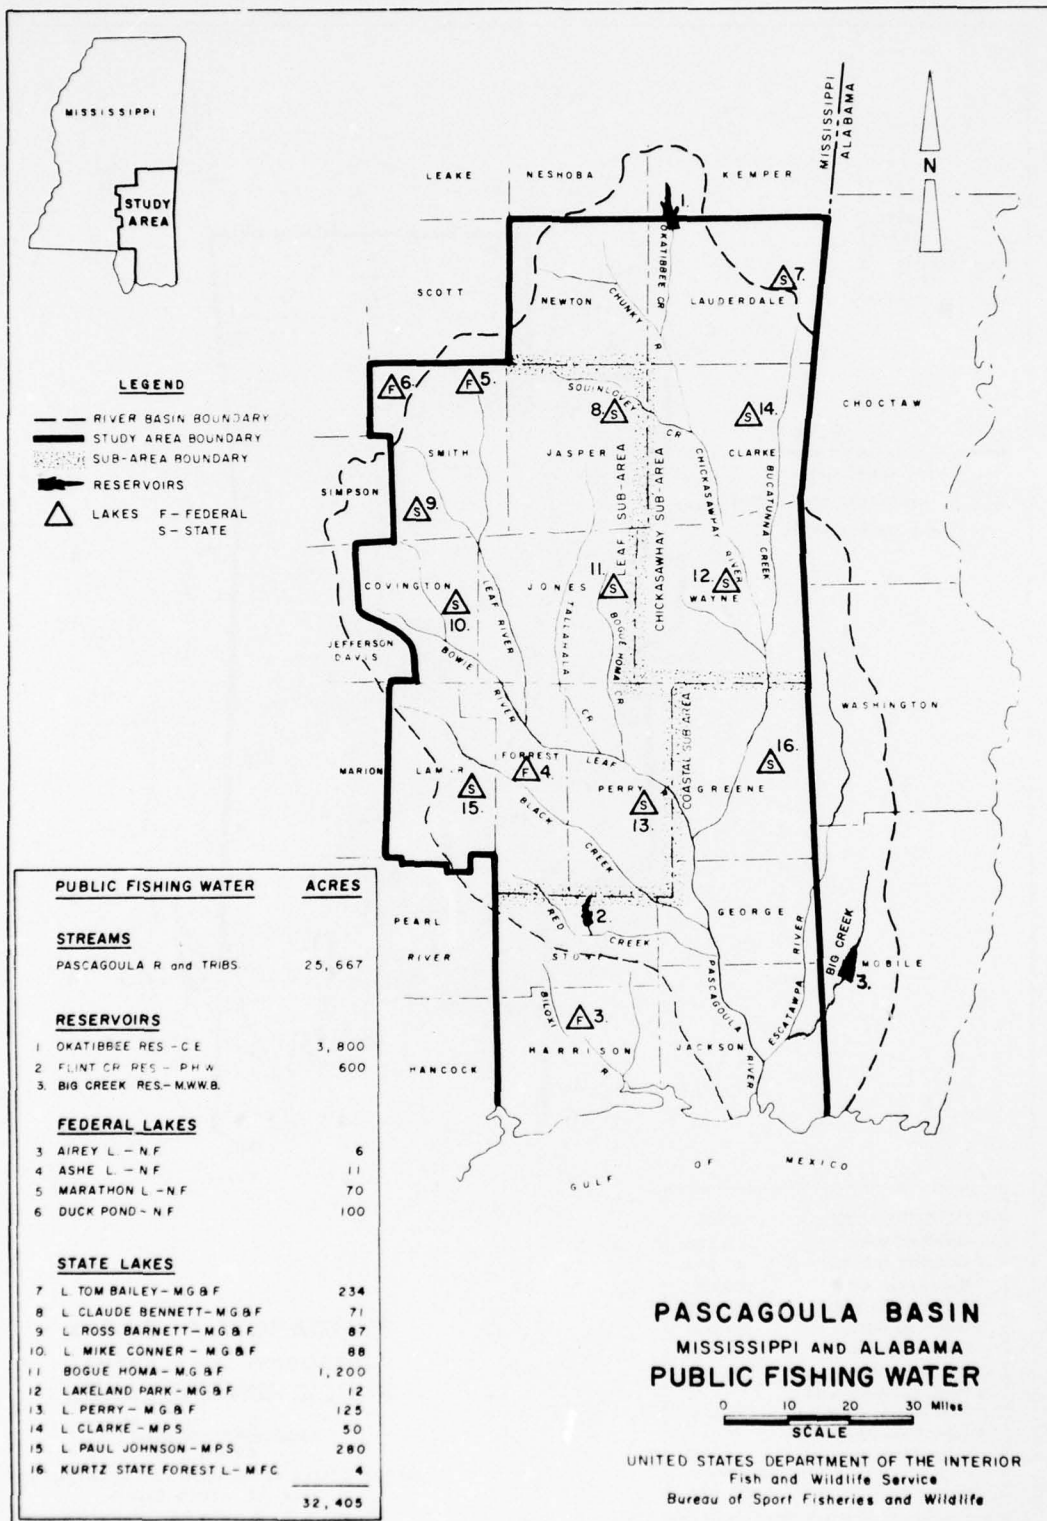 MISSISSIPPI
STUDY
AREA
MISSISSIPPI
ALABAMA
N
LEAKE
NESHOBA
KEMPER
1.
OKATIBBEE CR
S 7.
SCOTT
NEWTON
CHUNKY R
LAUDERDALE
LEGEND
RIVER BASIN BOUNDARY
STUDY AREA BOUNDARY
SUB-AREA BOUNDARY
RESERVOIRS
LAKES F-FEDERAL
S-STATE
F 6.
F 5.
SOUINLOVEY CR
8. S
S 14.
CHOCTAW
SMITH
JASPER
CLARKE
LEAF SUB-AREA
CHICKASAWHAY SUB-AREA
CHICKASAWHAY RIVER
BUCATUNNA CREEK
SIMPSON
S 9.
COVINGTON
S
10.
LEAF RIVER
JONES
11. S
12. S
WAYNE
TALLAHALA CR
BOGUE HOMA CR
JEFFERSON
DAVIS
BOWIE RIVER
WASHINGTON
COASTAL SUB AREA
16.
S
MARION
LAMAR
S
15.
FORREST
F 4.
LEAF
PERRY
S
13.
GREENE
BLACK CREEK
PEARL
RIVER
RED CREEK
2.
STONE
GEORGE
PASCAGOULA RIVER
ESCATAWPA RIVER
BIG CREEK
MOBILE
3.
BILOXI R
F 3.
HARRISON
JACKSON
HANCOCK
GULF OF MEXICO
PUBLIC FISHING WATER ACRES
STREAMS
PASCAGOULA R and TRIBS. 25,667
RESERVOIRS
1 OKATIBBEE RES - C E 3,800
2 FLINT CR RES - P H W 600
3. BIG CREEK RES.- M.W.W.B.
FEDERAL LAKES
3 AIREY L - N F 6
4 ASHE L. - N F 11
5 MARATHON L - N F 70
6 DUCK POND - N F 100
STATE LAKES
7 L TOM BAILEY - M G & F 234
8 L CLAUDE BENNETT - M G & F 71
9 L ROSS BARNETT - M G & F 87
10. L MIKE CONNER - M G & F 88
11 BOGUE HOMA - M G & F 1,200
12 LAKELAND PARK - M G & F 12
13 L PERRY - M G & F 125
14 L CLARKE - M P S 50
15 L PAUL JOHNSON - M P S 280
16 KURTZ STATE FOREST L - M F C 4
32,405
PASCAGOULA BASIN
MISSISSIPPI AND ALABAMA
PUBLIC FISHING WATER
0 10 20 30 Miles
SCALE
UNITED STATES DEPARTMENT OF THE INTERIOR
Fish and Wildlife Service
Bureau of Sport Fisheries and Wildlife